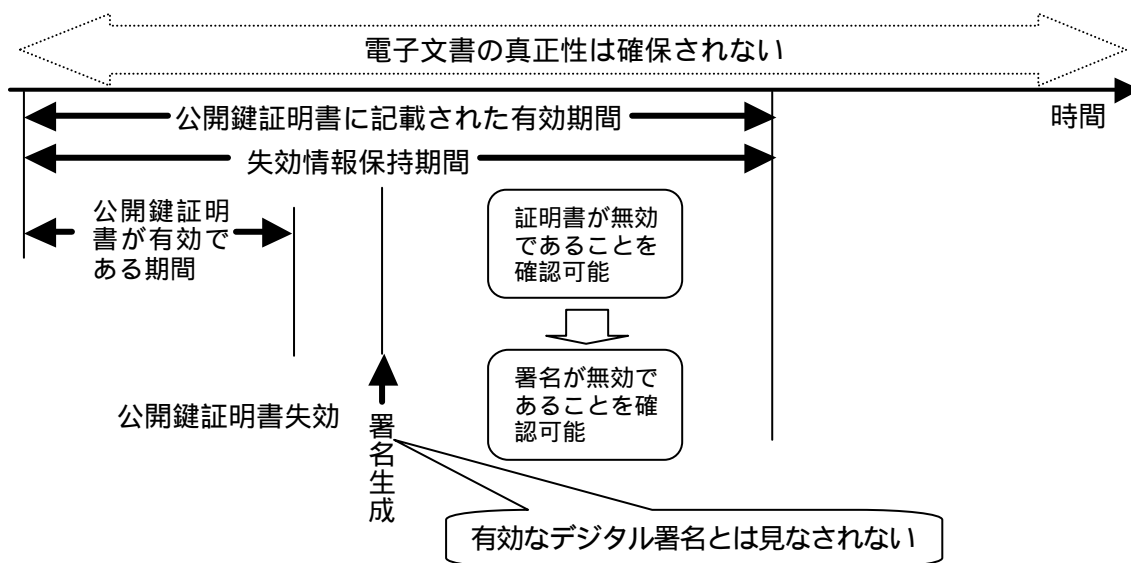 電子文書の真正性は確保されない
時間
公開鍵証明書に記載された有効期間
失効情報保持期間
公開鍵証明
書が有効で
ある期間
証明書が無効
であることを
確認可能
署名が無効で
あることを確
認可能
公開鍵証明書失効
署名生成
有効なデジタル署名とは見なされない